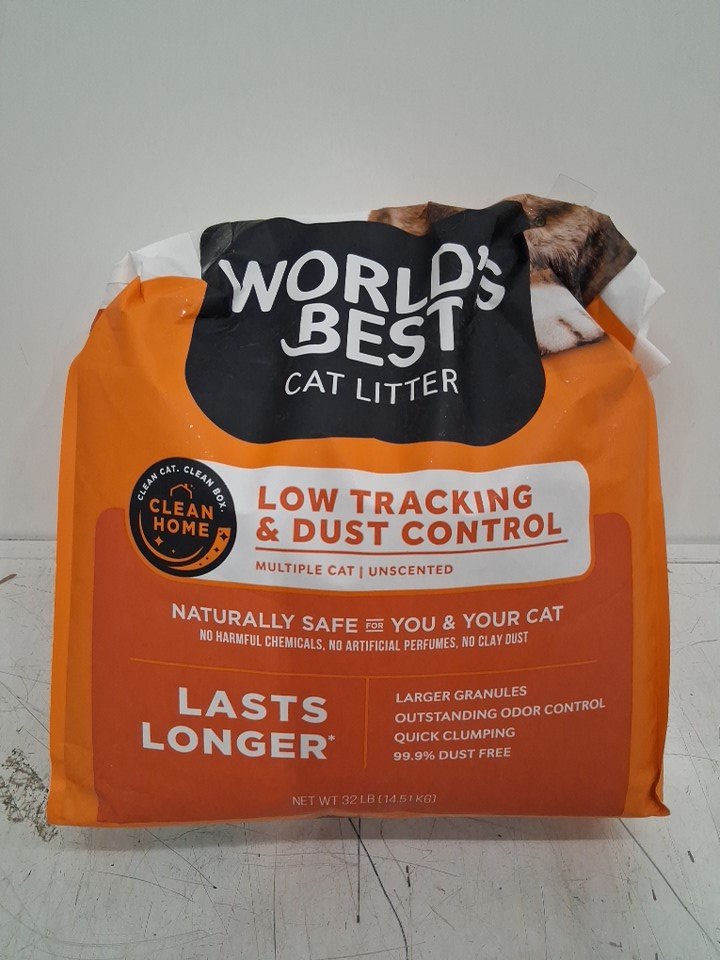 WORLD'S
BEST
CAT LITTER
CLEAN CAT. CLEAN BOX.
CLEAN
HOME
LOW TRACKING
& DUST CONTROL
MULTIPLE CAT | UNSCENTED
NATURALLY SAFE FOR YOU & YOUR CAT
NO HARMFUL CHEMICALS, NO ARTIFICIAL PERFUMES, NO CLAY DUST
LASTS
LONGER*
LARGER GRANULES
OUTSTANDING ODOR CONTROL
QUICK CLUMPING
99.9% DUST FREE
NET WT 32 LB (14.51 KG)